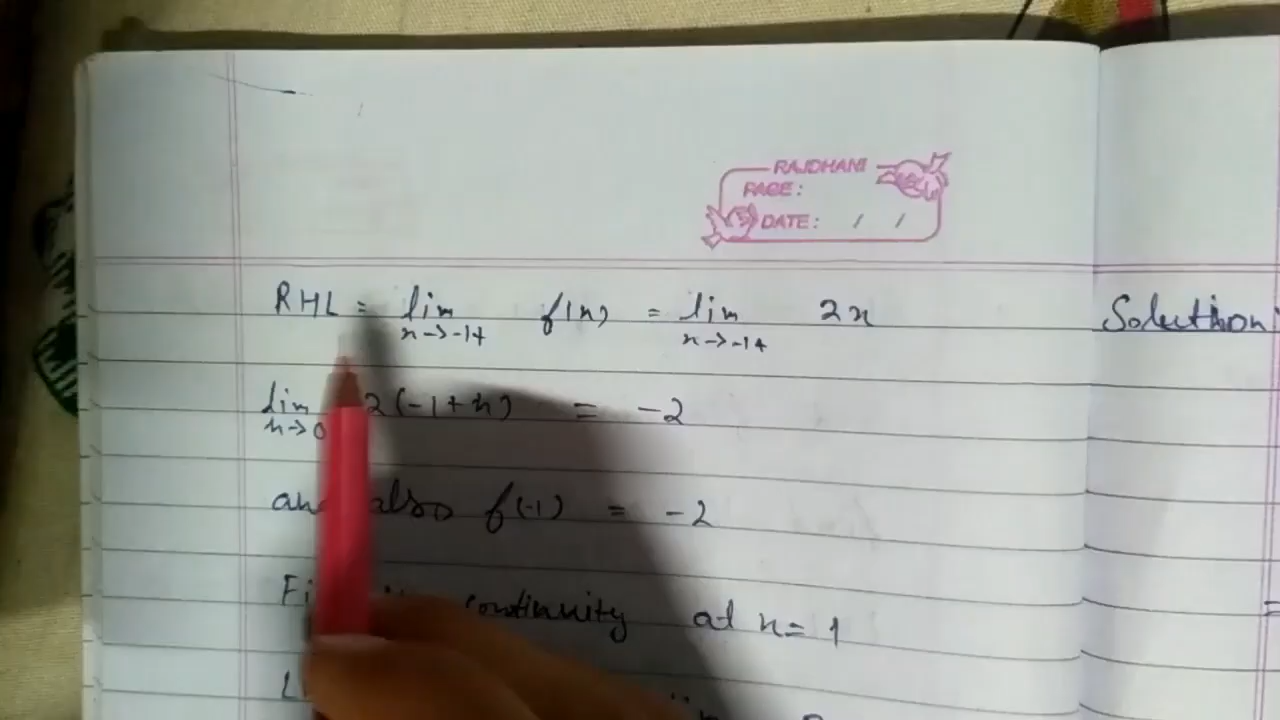 RAJDHANI
PAGE:
DATE: / /
RHL = lim f(x) = lim 2x
x->-1+ x->-1+
lim 2(-1+h) = -2
h->0
also f(-1) = -2
continuity at x=1
Solution